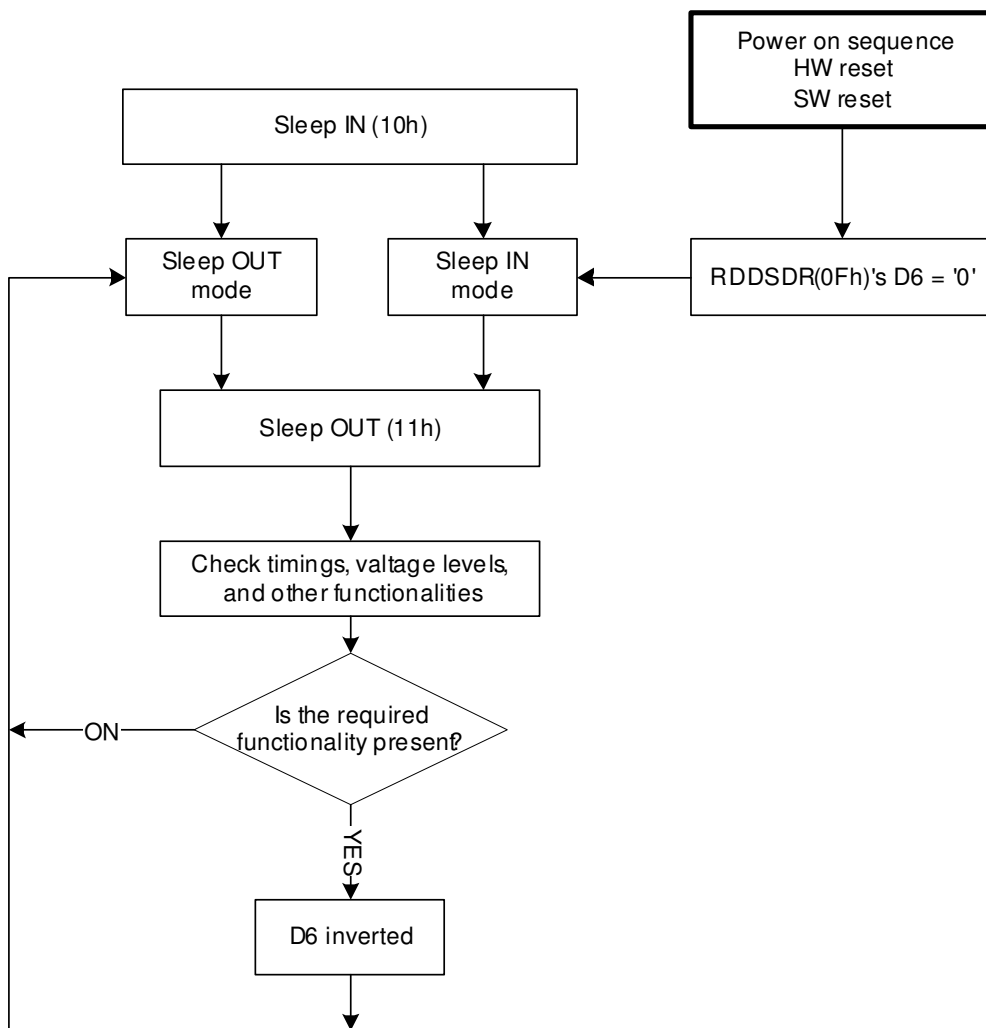 Power on sequence
HW reset
SW reset
Sleep IN (10h)
Sleep OUT
mode
Sleep IN
mode
RDDSDR(0Fh)'s D6 = '0'
Sleep OUT (11h)
Check timings, valtage levels,
and other functionalities
Is the required
functionality present?
ON
YES
D6 inverted